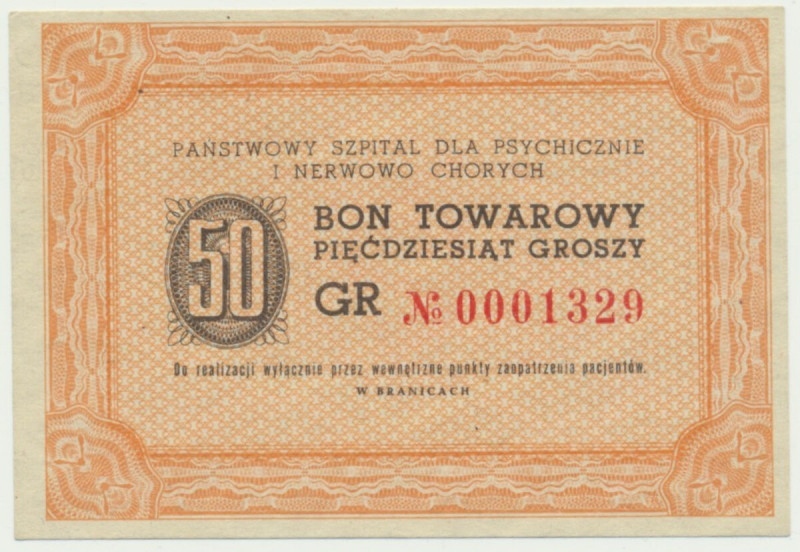 PAŃSTWOWY SZPITAL DLA PSYCHICZNIE
I NERWOWO CHORYCH
50
BON TOWAROWY
PIĘĆDZIESIĄT GROSZY
GR № 0001329
Do realizacji wyłącznie przez wewnętrzne punkty zaopatrzenia pacjentów.
W BRANICACH